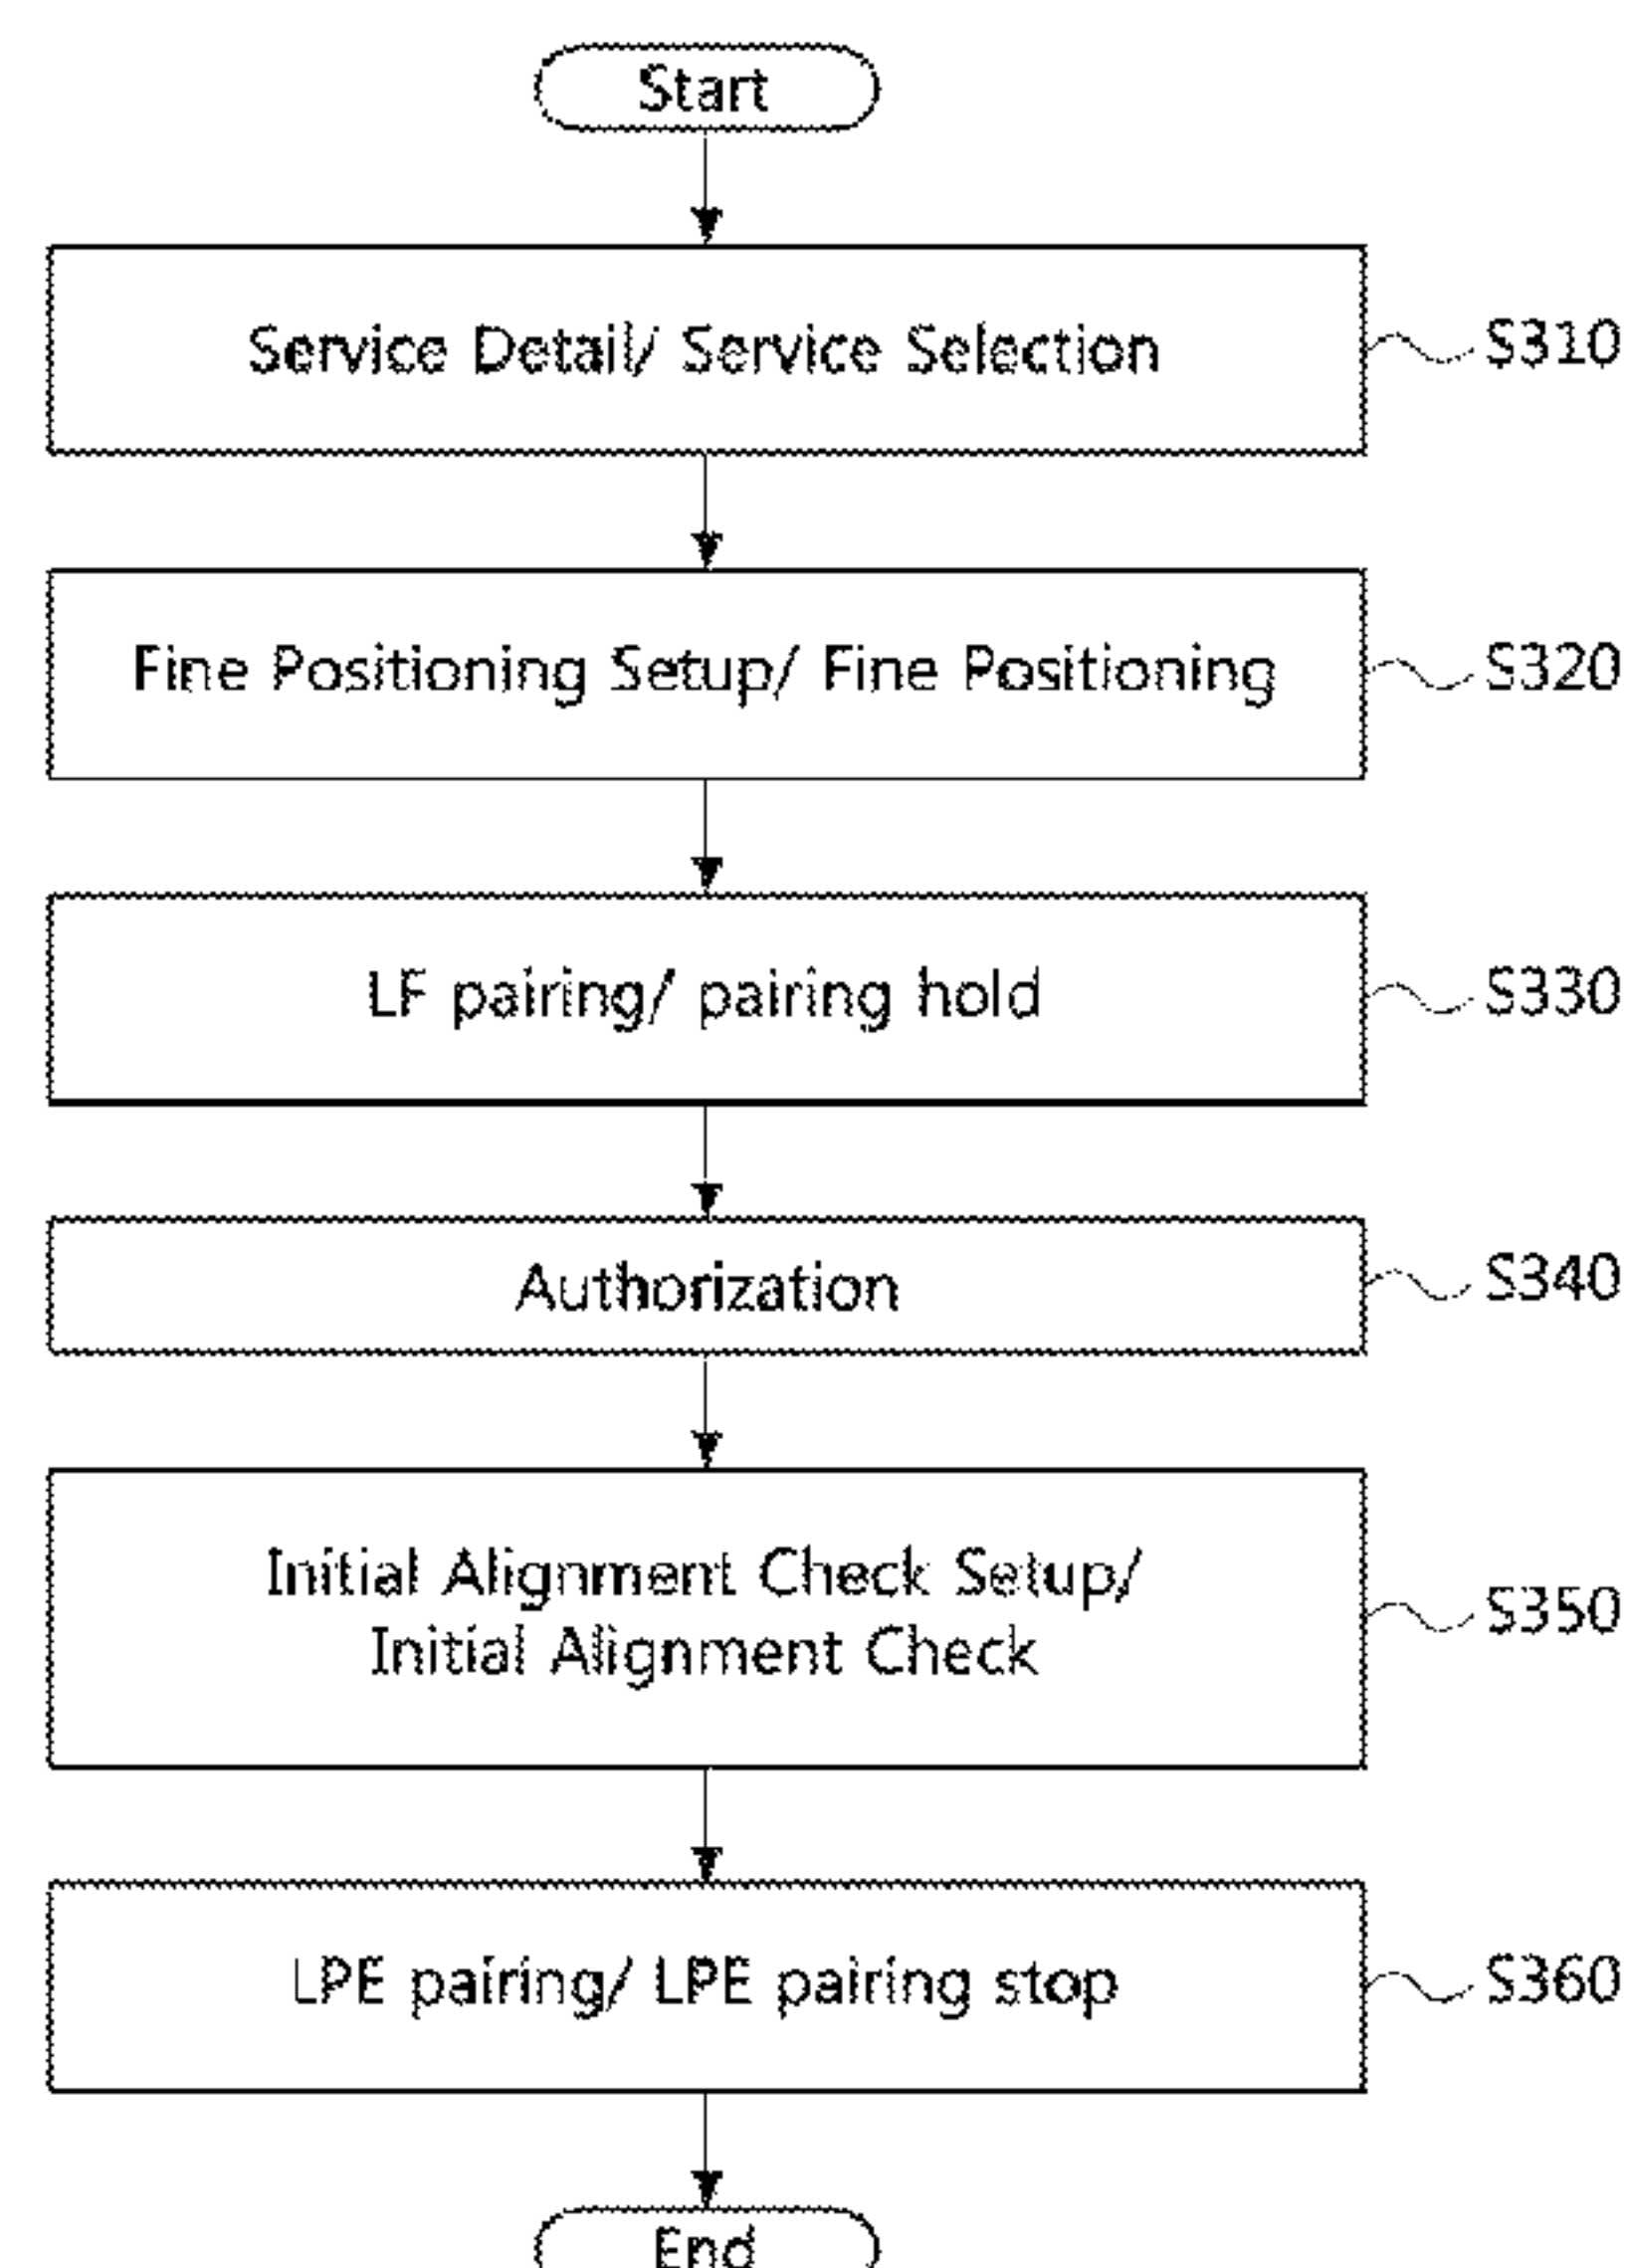 Start
Service Detail/ Service Selection
S310
Fine Positioning Setup/ Fine Positioning
S320
LF pairing/ pairing hold
S330
Authorization
S340
Initial Alignment Check Setup/
Initial Alignment Check
S350
LPE pairing/ LPE pairing stop
S360
End